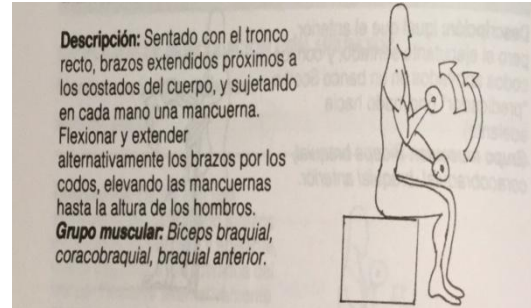 Descripción: Sentado con el tronco
recto, brazos extendidos próximos a
los costados del cuerpo, y sujetando
en cada mano una mancuerna.
Flexionar y extender
alternativamente los brazos por los
codos, elevando las mancuernas
hasta la altura de los hombros.
Grupo muscular: Bíceps braquial,
coracobraquial, braquial anterior.